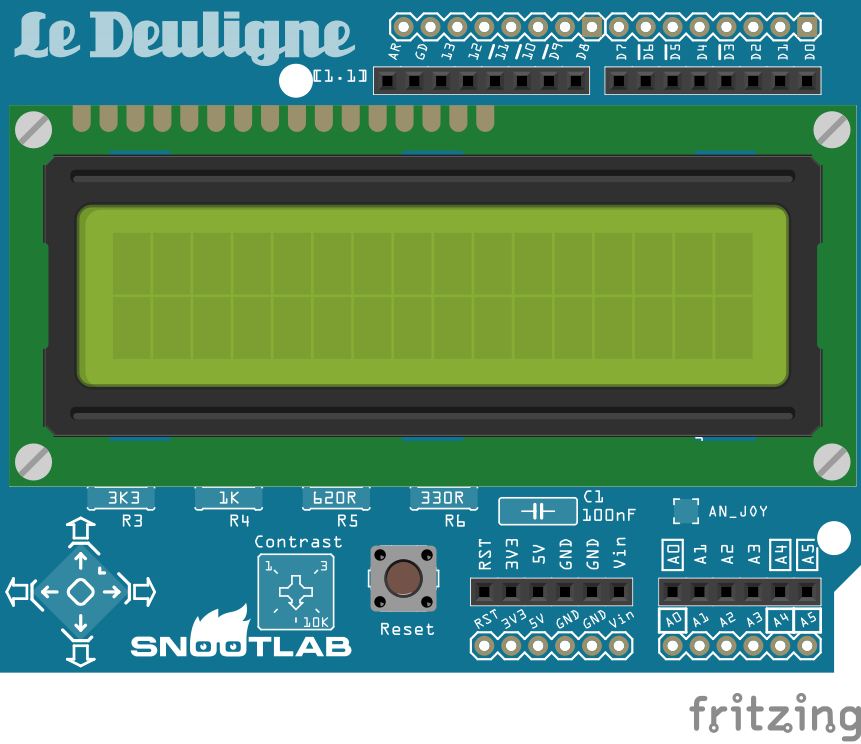 Le Deuligne
AR GD 13 12 11 10 D9 D8 D7 D6 D5 D4 D3 D2 D1 D0
[1.1]
3K3 1K 620R 330R
R3 R4 R5 R6
C1
100nF
AN_JOY
Contrast
1 3
10K
Reset
RST 3V3 5V GND GND Vin A0 A1 A2 A3 A4 A5
RST 3V3 5V GND GND Vin A0 A1 A2 A3 A4 A5
SNOOTLAB
fritzing